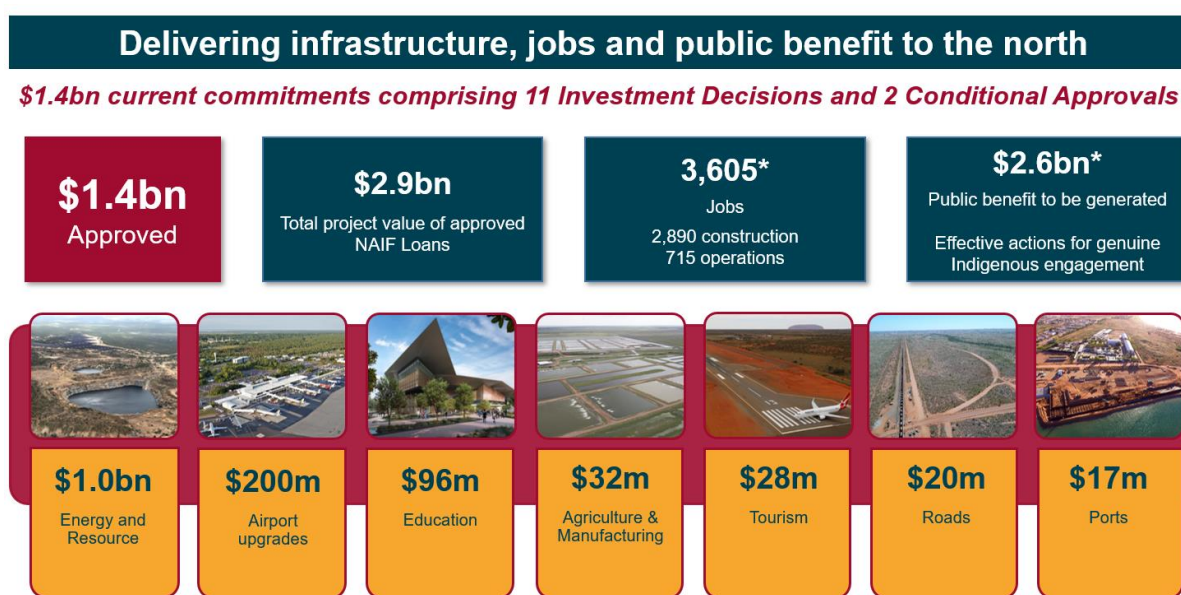 Delivering infrastructure, jobs and public benefit to the north
$1.4bn current commitments comprising 11 Investment Decisions and 2 Conditional Approvals
$1.4bn
Approved
$2.9bn
Total project value of approved
NAIF Loans
3,605*
Jobs
2,890 construction
715 operations
$2.6bn*
Public benefit to be generated
Effective actions for genuine
Indigenous engagement
$1.0bn
Energy and
Resource
$200m
Airport
upgrades
$96m
Education
$32m
Agriculture &
Manufacturing
$28m
Tourism
$20m
Roads
$17m
Ports